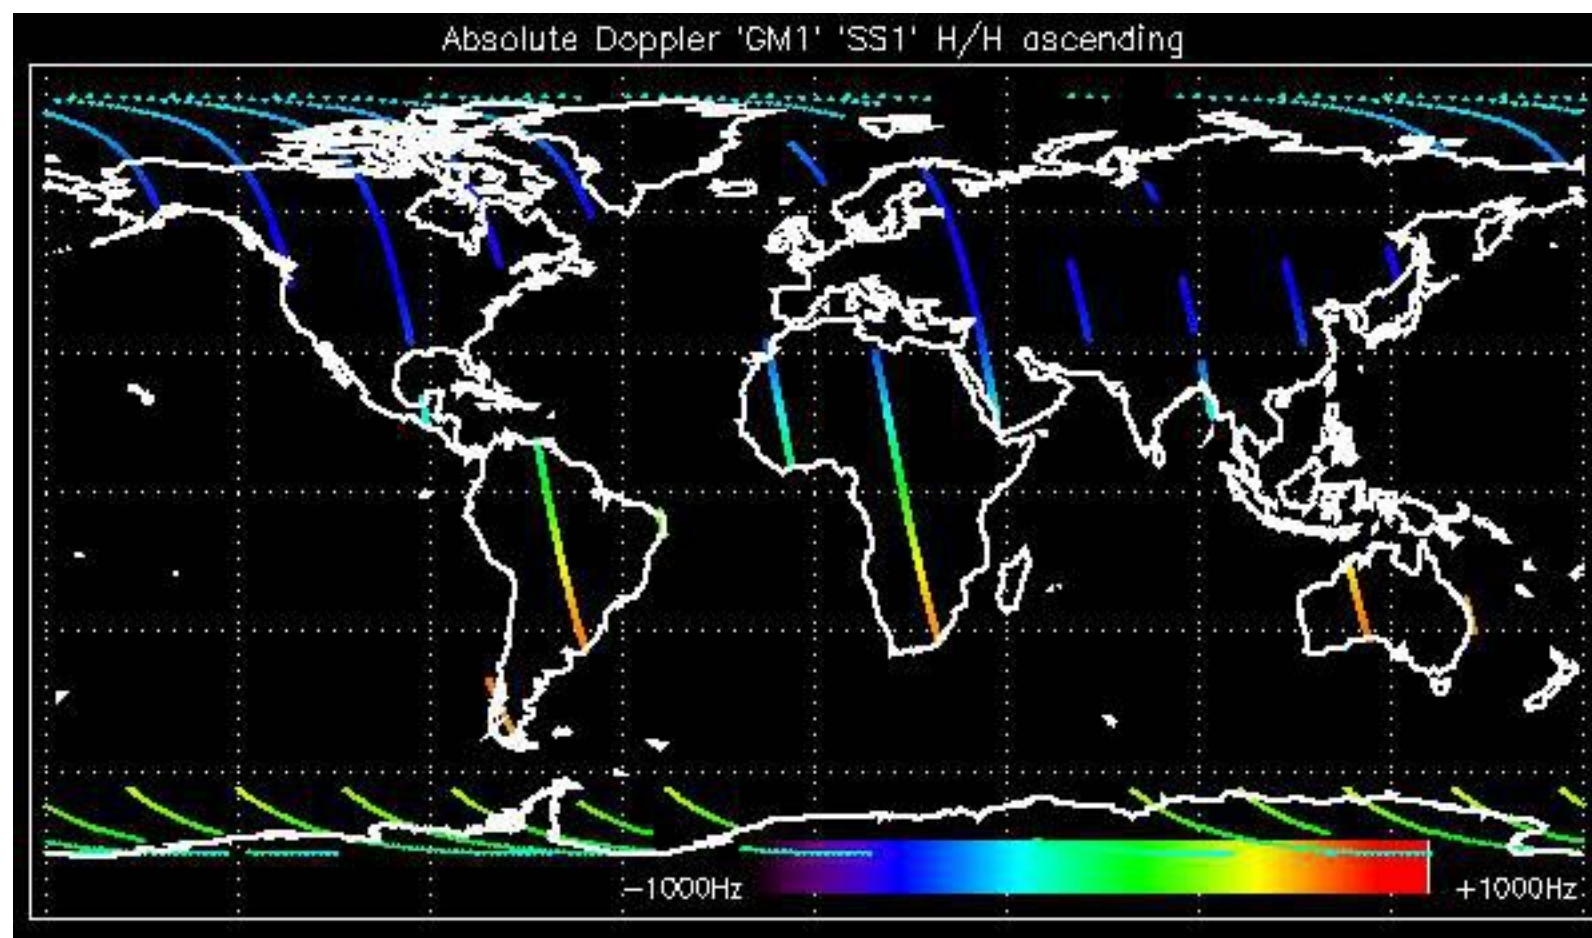 Absolute Doppler 'GM1' 'SS1' H/H ascending
−1000Hz
+1000Hz